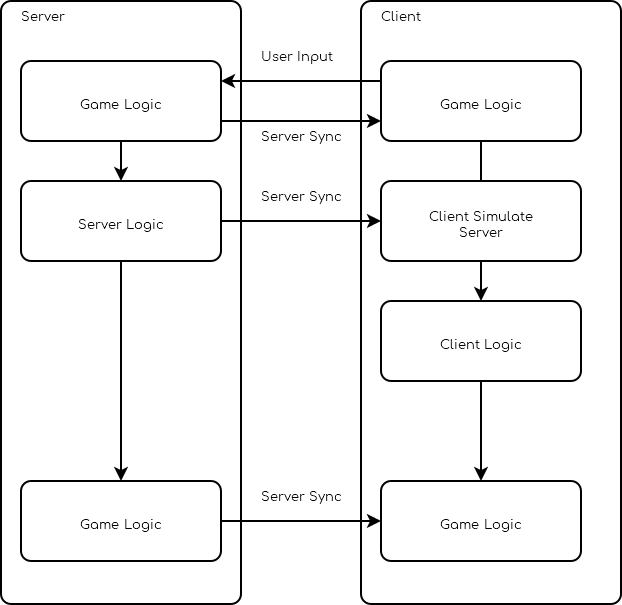 Server
Client
User Input
Game Logic
Game Logic
Server Sync
Server Sync
Server Logic
Client Simulate
Server
Client Logic
Server Sync
Game Logic
Game Logic